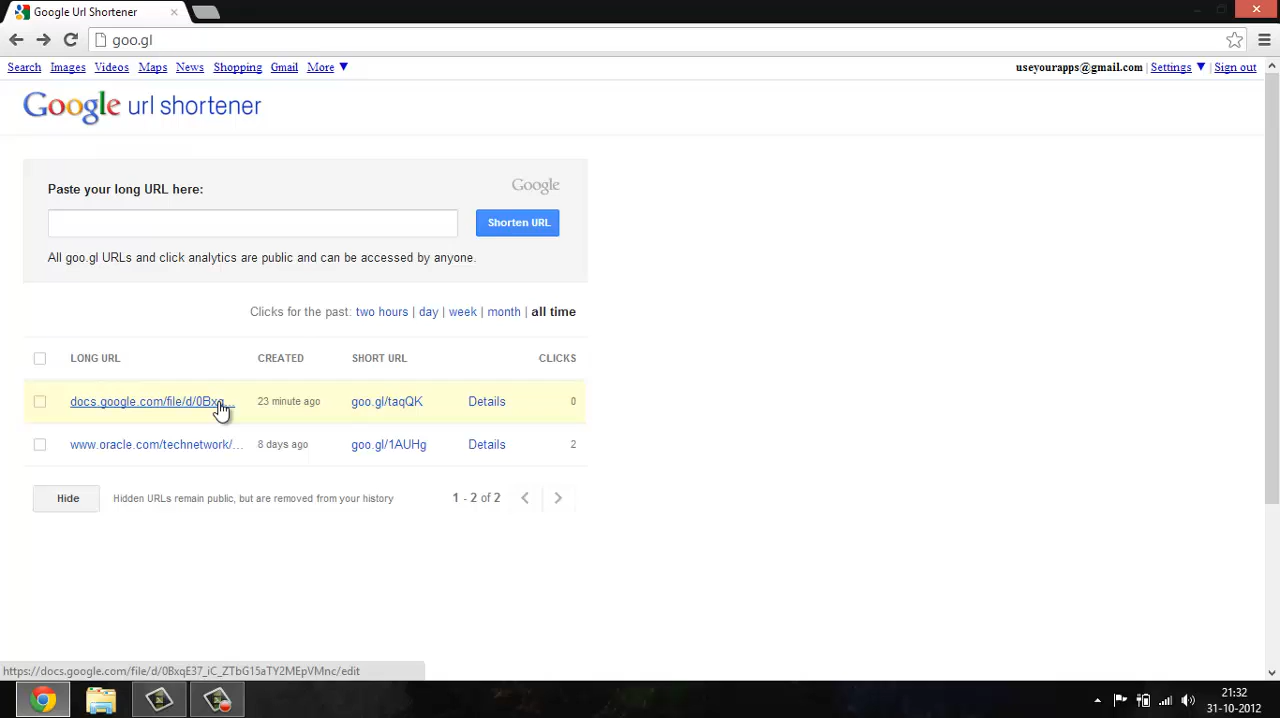 Google Url Shortener
goo.gl
Search Images Videos Maps News Shopping Gmail More ▼ useyourapps@gmail.com | Settings ▼ | Sign out
Google url shortener
Paste your long URL here: Google
Shorten URL
All goo.gl URLs and click analytics are public and can be accessed by anyone.
Clicks for the past: two hours | day | week | month | all time
LONG URL CREATED SHORT URL CLICKS
docs.google.com/file/d/0Bxq... 23 minute ago goo.gl/taqQK Details 0
www.oracle.com/technetwork/... 8 days ago goo.gl/1AUHg Details 2
Hide Hidden URLs remain public, but are removed from your history 1 - 2 of 2
https://docs.google.com/file/d/0BxqE37_iC_ZTbG15aTY2MEpVMnc/edit
21:32
31-10-2012